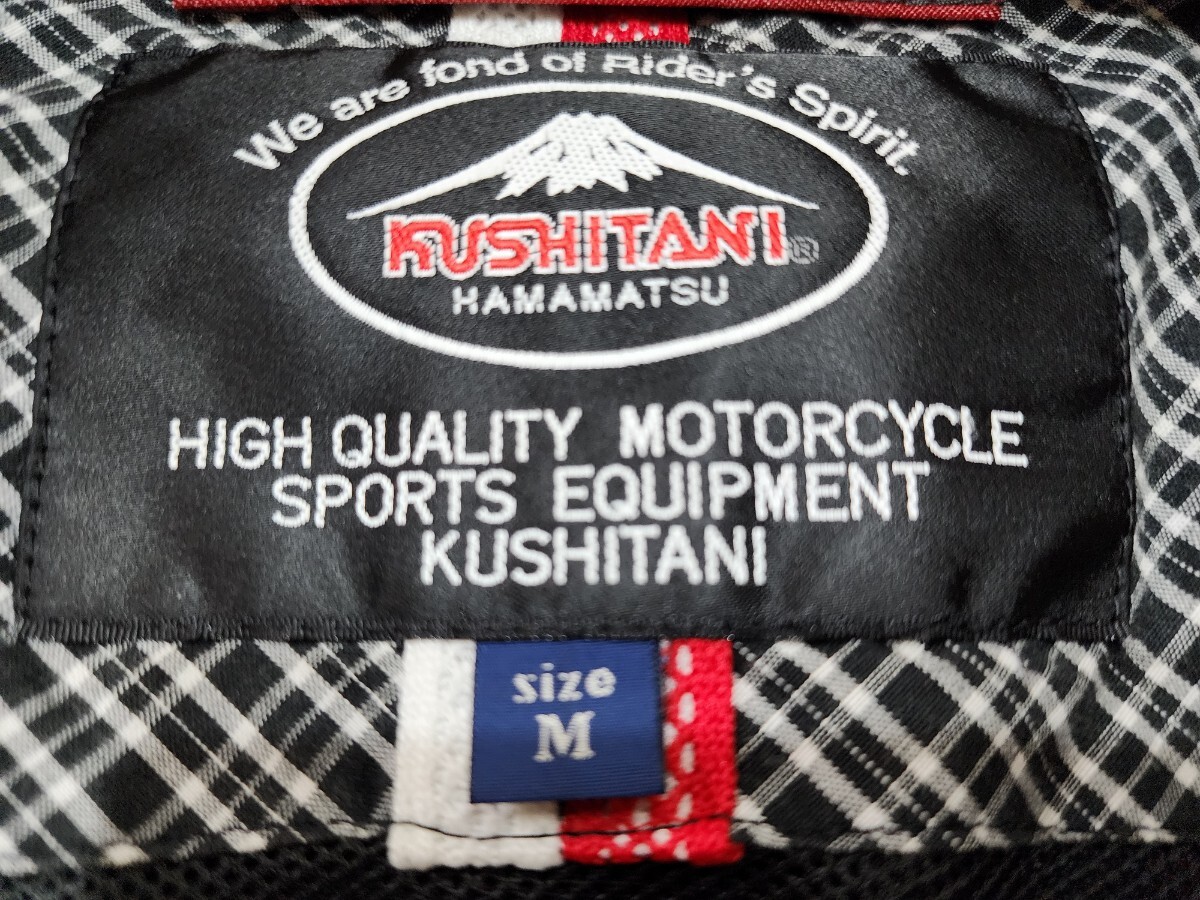 We are fond of Rider's Spirit.
KUSHITANI®
HAMAMATSU
HIGH QUALITY MOTORCYCLE
SPORTS EQUIPMENT
KUSHITANI
size
M